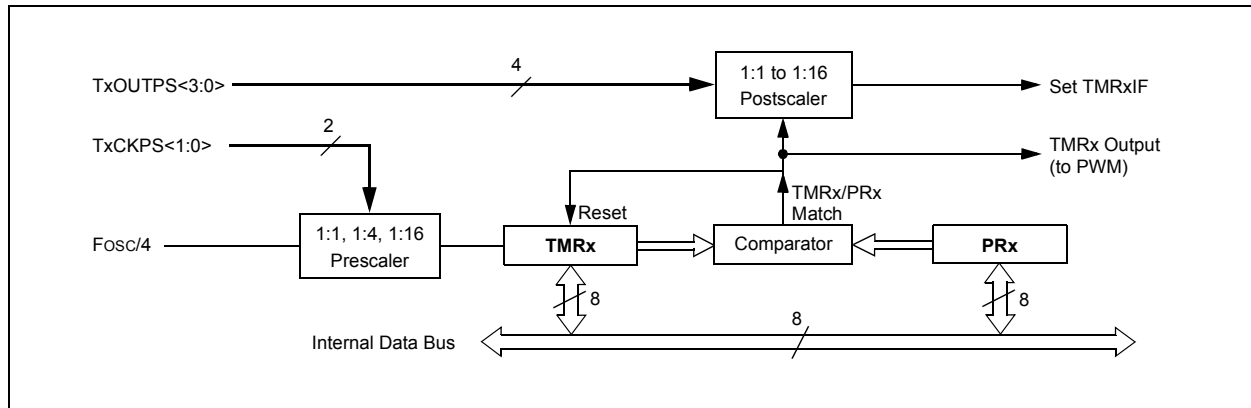 TxOUTPS<3:0>
4
1:1 to 1:16
Postscaler
Set TMRxIF
TxCKPS<1:0>
2
TMRx Output
(to PWM)
Reset
TMRx/PRx
Match
FOSC/4
1:1, 1:4, 1:16
Prescaler
TMRx
Comparator
PRx
8
8
Internal Data Bus
8